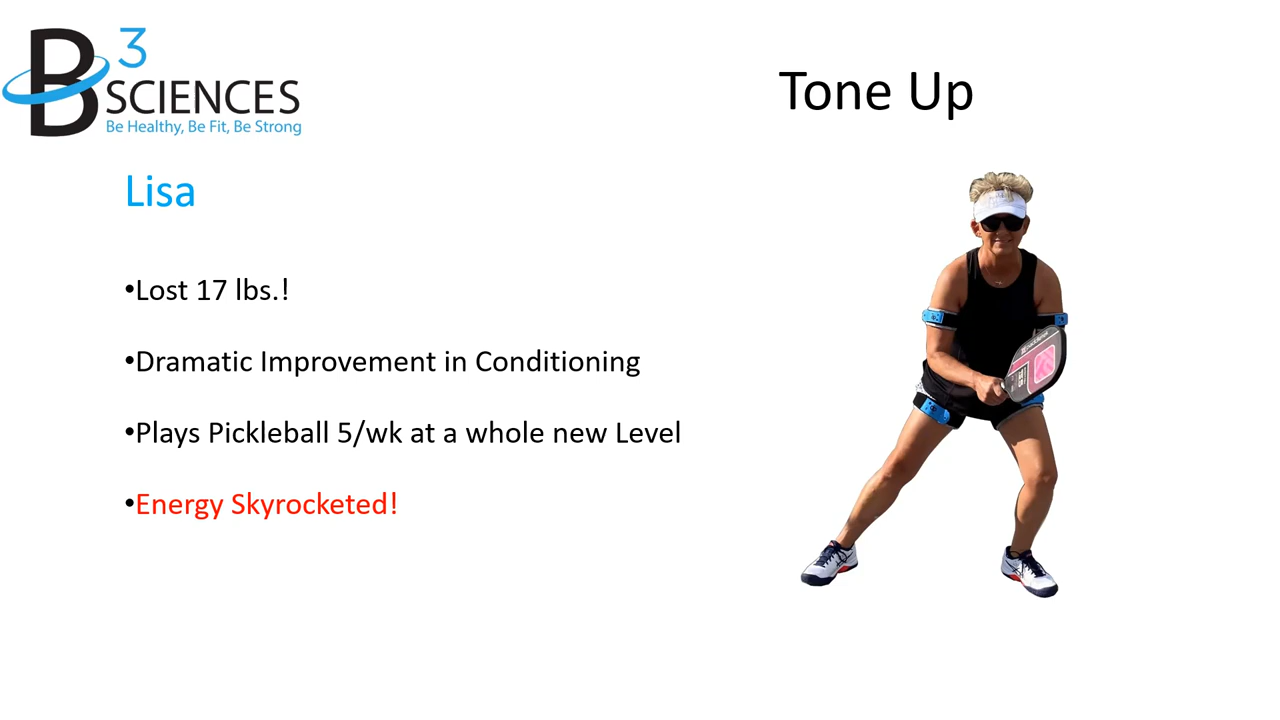 B3 SCIENCES
Be Healthy, Be Fit, Be Strong
Tone Up
Lisa
•Lost 17 lbs.!
•Dramatic Improvement in Conditioning
•Plays Pickleball 5/wk at a whole new Level
•Energy Skyrocketed!